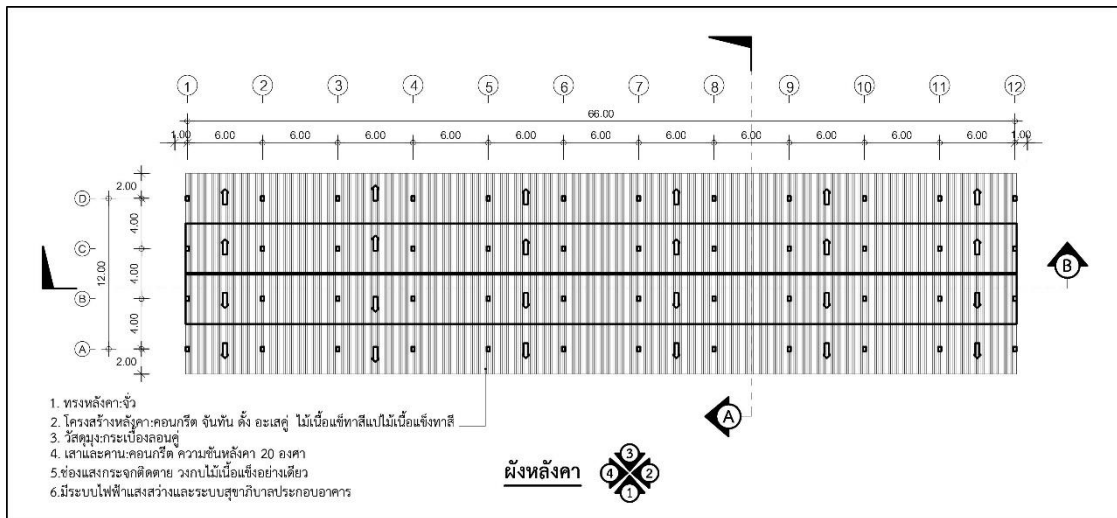 1 2 3 4 5 6 7 8 9 10 11 12
66.00
1.00 6.00 6.00 6.00 6.00 6.00 6.00 6.00 6.00 6.00 6.00 6.00 1.00
2.00
D
4.00
C
12.00
4.00
B
B
4.00
A
2.00
A
1. ทรงหลังคา:จั่ว
2. โครงสร้างหลังคา:คอนกรีต จันทัน ดั้ง อะเสคู่ ไม้เนื้อแข็ทาสีแปไม้เนื้อแข็งทาสี
3. วัสดุมุง:กระเบื้องลอนคู่
4. เสาและคาน:คอนกรีต ความชันหลังคา 20 องศา
5.ช่องแสงกระจกติดตาย วงกบไม้เนื้อแข็งอย่างเดียว
6.มีระบบไฟฟ้าแสงสว่างและระบบสุขาภิบาลประกอบอาคาร
ผังหลังคา
3
4 2
1